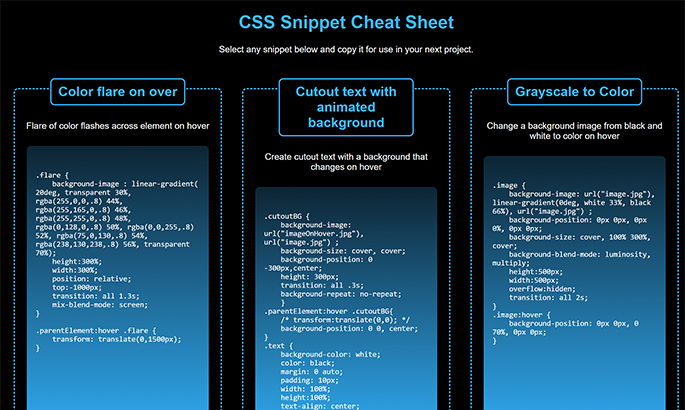 CSS Snippet Cheat Sheet
Select any snippet below and copy it for use in your next project.
Color flare on over
Flare of color flashes across element on hover
.flare {
background-image : linear-gradient(
20deg, transparent 30%,
rgba(255,0,0,.8) 44%,
rgba(255,165,0,.8) 46%,
rgba(255,255,0,.8) 48%,
rgba(0,128,0,.8) 50%, rgba(0,0,255,.8)
52%, rgba(75,0,130,.8) 54%,
rgba(238,130,238,.8) 56%, transparent
70%);
height:300%;
width:300%;
position: relative;
top:-1000px;
transition: all 1.3s;
mix-blend-mode: screen;
}
.parentElement:hover .flare {
transform: translate(0,1500px);
}
Cutout text with
animated
background
Create cutout text with a background that
changes on hover
.cutoutBG {
background-image:
url("imageOnhover.jpg"),
url("image.jpg") ;
background-size: cover, cover;
background-position: 0
-300px,center;
height: 300px;
transition: all .3s;
background-repeat: no-repeat;
}
.parentElement:hover .cutoutBG{
/* transform:translate(0,0); */
background-position: 0 0, center;
}
.text {
background-color: white;
color: black;
margin: 0 auto;
padding: 10px;
width: 100%;
height:100%;
text-align: center;
Grayscale to Color
Change a background image from black and
white to color on hover
.image {
background-image: url("image.jpg"),
linear-gradient(0deg, white 33%, black
66%), url("image.jpg") ;
background-position: 0px 0px, 0px
0%, 0px 0px;
background-size: cover, 100% 300%,
cover;
background-blend-mode: luminosity,
multiply;
height:500px;
width:500px;
overflow:hidden;
transition: all 2s;
}
.image:hover {
background-position: 0px 0px, 0
70%, 0px 0px;
}